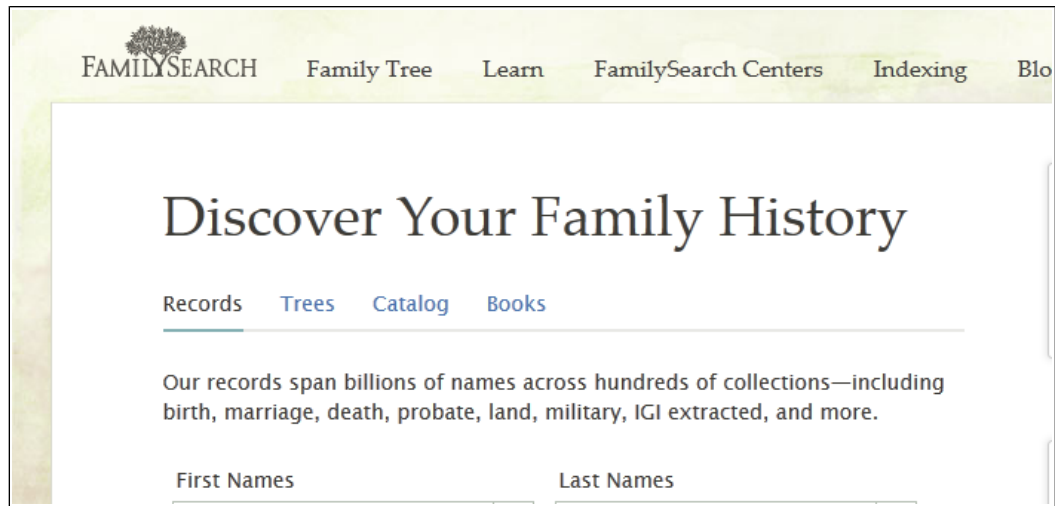 FAMILYSEARCH Family Tree Learn FamilySearch Centers Indexing Blo
Discover Your Family History
Records Trees Catalog Books
Our records span billions of names across hundreds of collections—including
birth, marriage, death, probate, land, military, IGI extracted, and more.
First Names Last Names